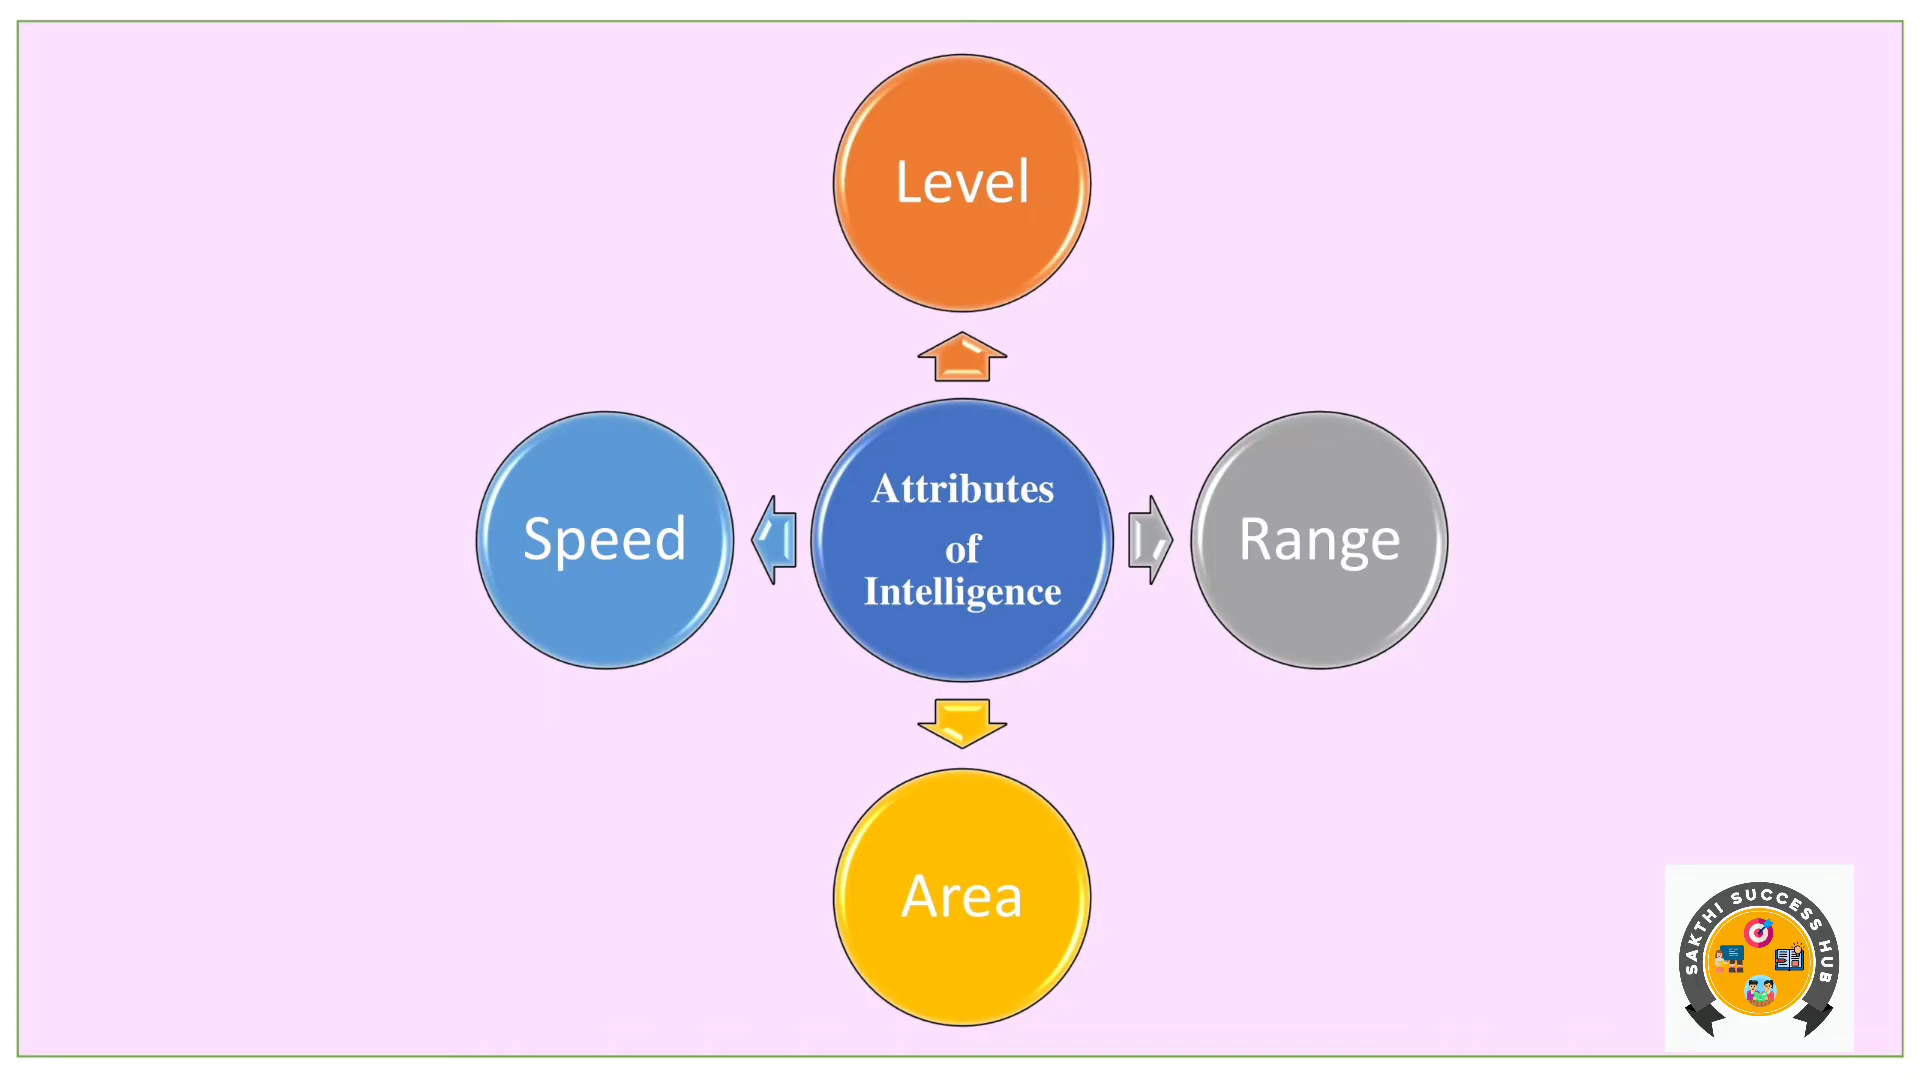 Level
Speed
Attributes
of
Intelligence
Range
Area
SAKTHI SUCCESS HUB